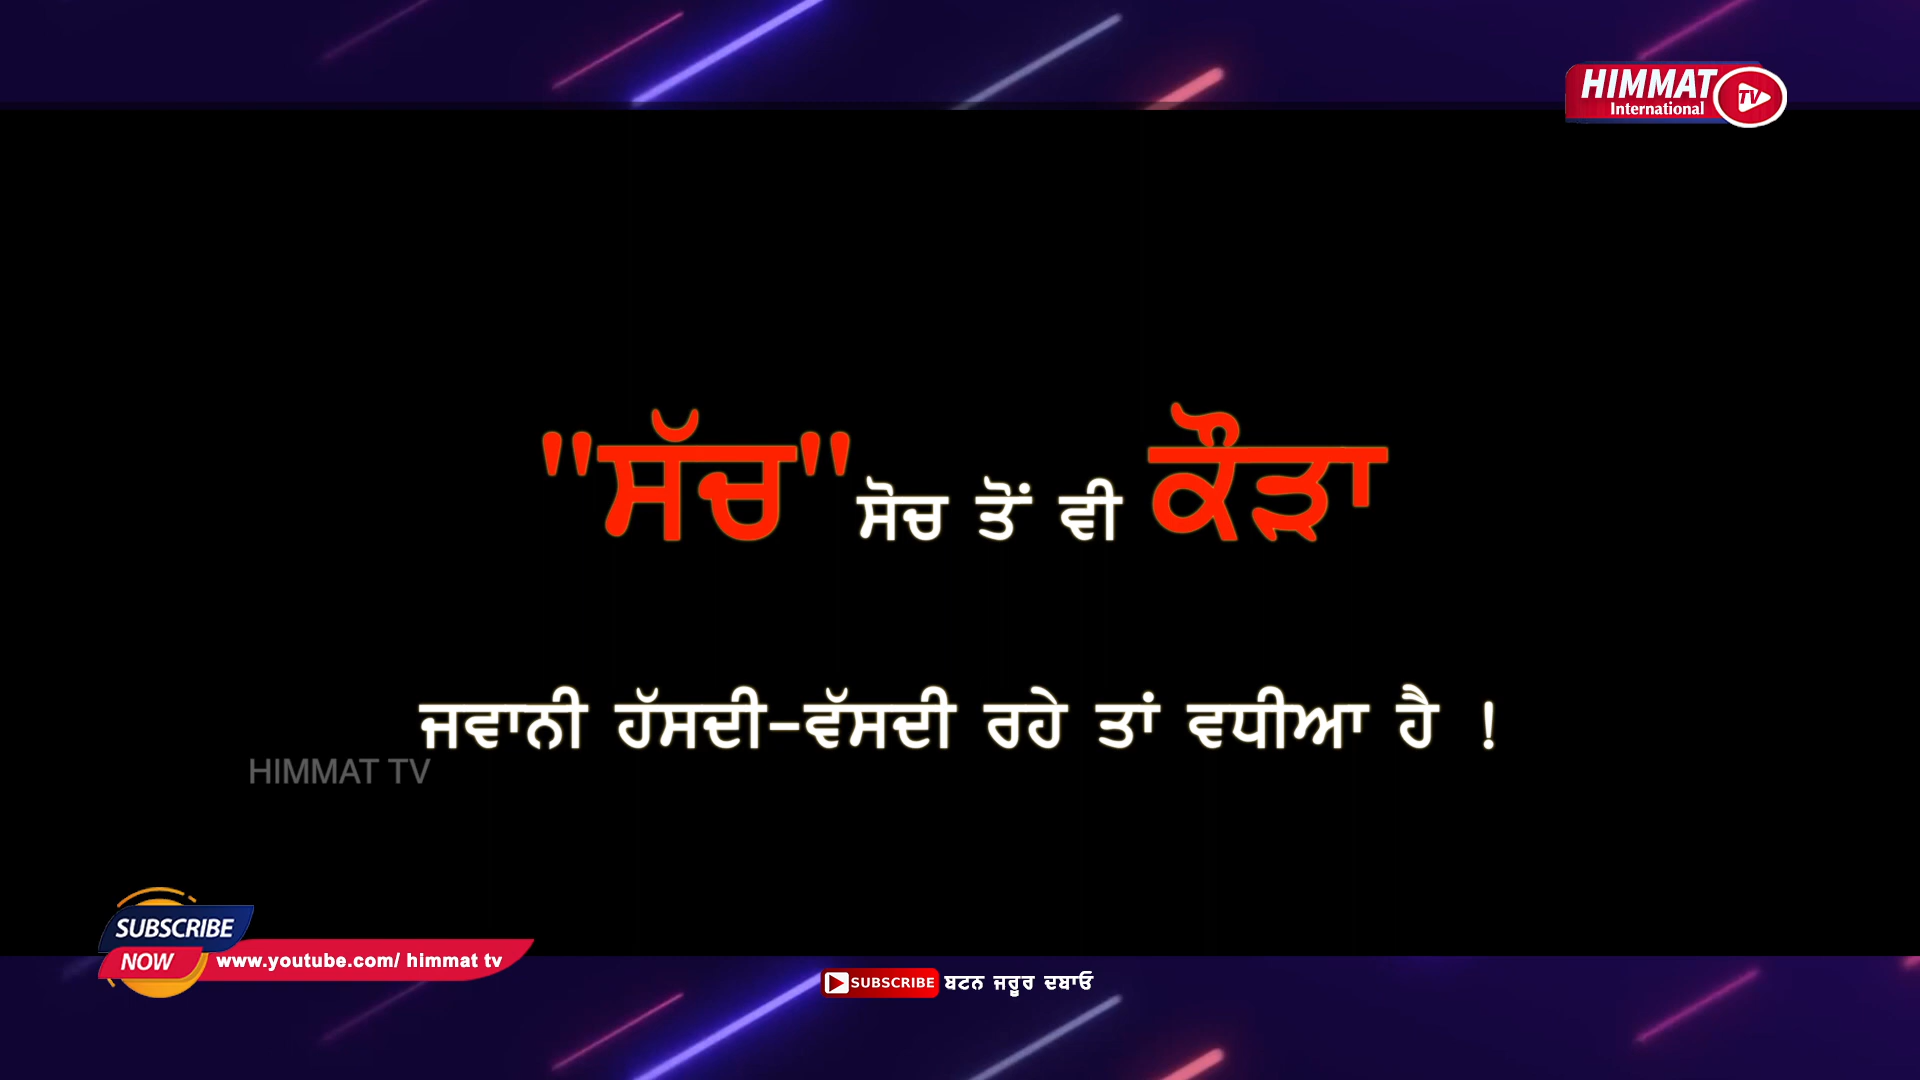 HIMMAT
International
TV
"ਸੱਚ" ਸੋਚ ਤੋਂ ਵੀ ਕੌੜਾ
ਜਵਾਨੀ ਹੱਸਦੀ-ਵੱਸਦੀ ਰਹੇ ਤਾਂ ਵਧੀਆ ਹੈ !
HIMMAT TV
SUBSCRIBE
NOW
www.youtube.com/ himmat tv
SUBSCRIBE ਬਟਨ ਜਰੂਰ ਦਬਾਓ